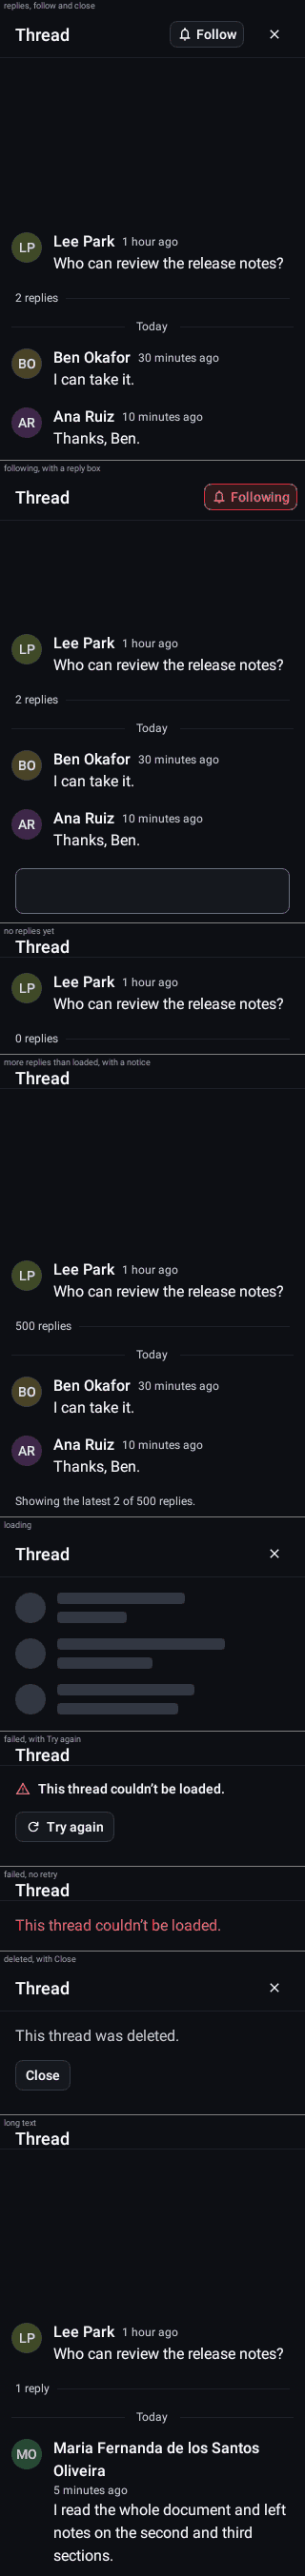 replies, follow and close
Thread
Follow
LP
Lee Park 1 hour ago
Who can review the release notes?
2 replies
Today
BO
Ben Okafor 30 minutes ago
I can take it.
AR
Ana Ruiz 10 minutes ago
Thanks, Ben.
following, with a reply box
Thread
Following
LP
Lee Park 1 hour ago
Who can review the release notes?
2 replies
Today
BO
Ben Okafor 30 minutes ago
I can take it.
AR
Ana Ruiz 10 minutes ago
Thanks, Ben.
no replies yet
Thread
LP
Lee Park 1 hour ago
Who can review the release notes?
0 replies
more replies than loaded, with a notice
Thread
LP
Lee Park 1 hour ago
Who can review the release notes?
500 replies
Today
BO
Ben Okafor 30 minutes ago
I can take it.
AR
Ana Ruiz 10 minutes ago
Thanks, Ben.
Showing the latest 2 of 500 replies.
loading
Thread
failed, with Try again
Thread
This thread couldn’t be loaded.
Try again
failed, no retry
Thread
This thread couldn’t be loaded.
deleted, with Close
Thread
This thread was deleted.
Close
long text
Thread
LP
Lee Park 1 hour ago
Who can review the release notes?
1 reply
Today
MO
Maria Fernanda de los Santos
Oliveira
5 minutes ago
I read the whole document and left
notes on the second and third
sections.